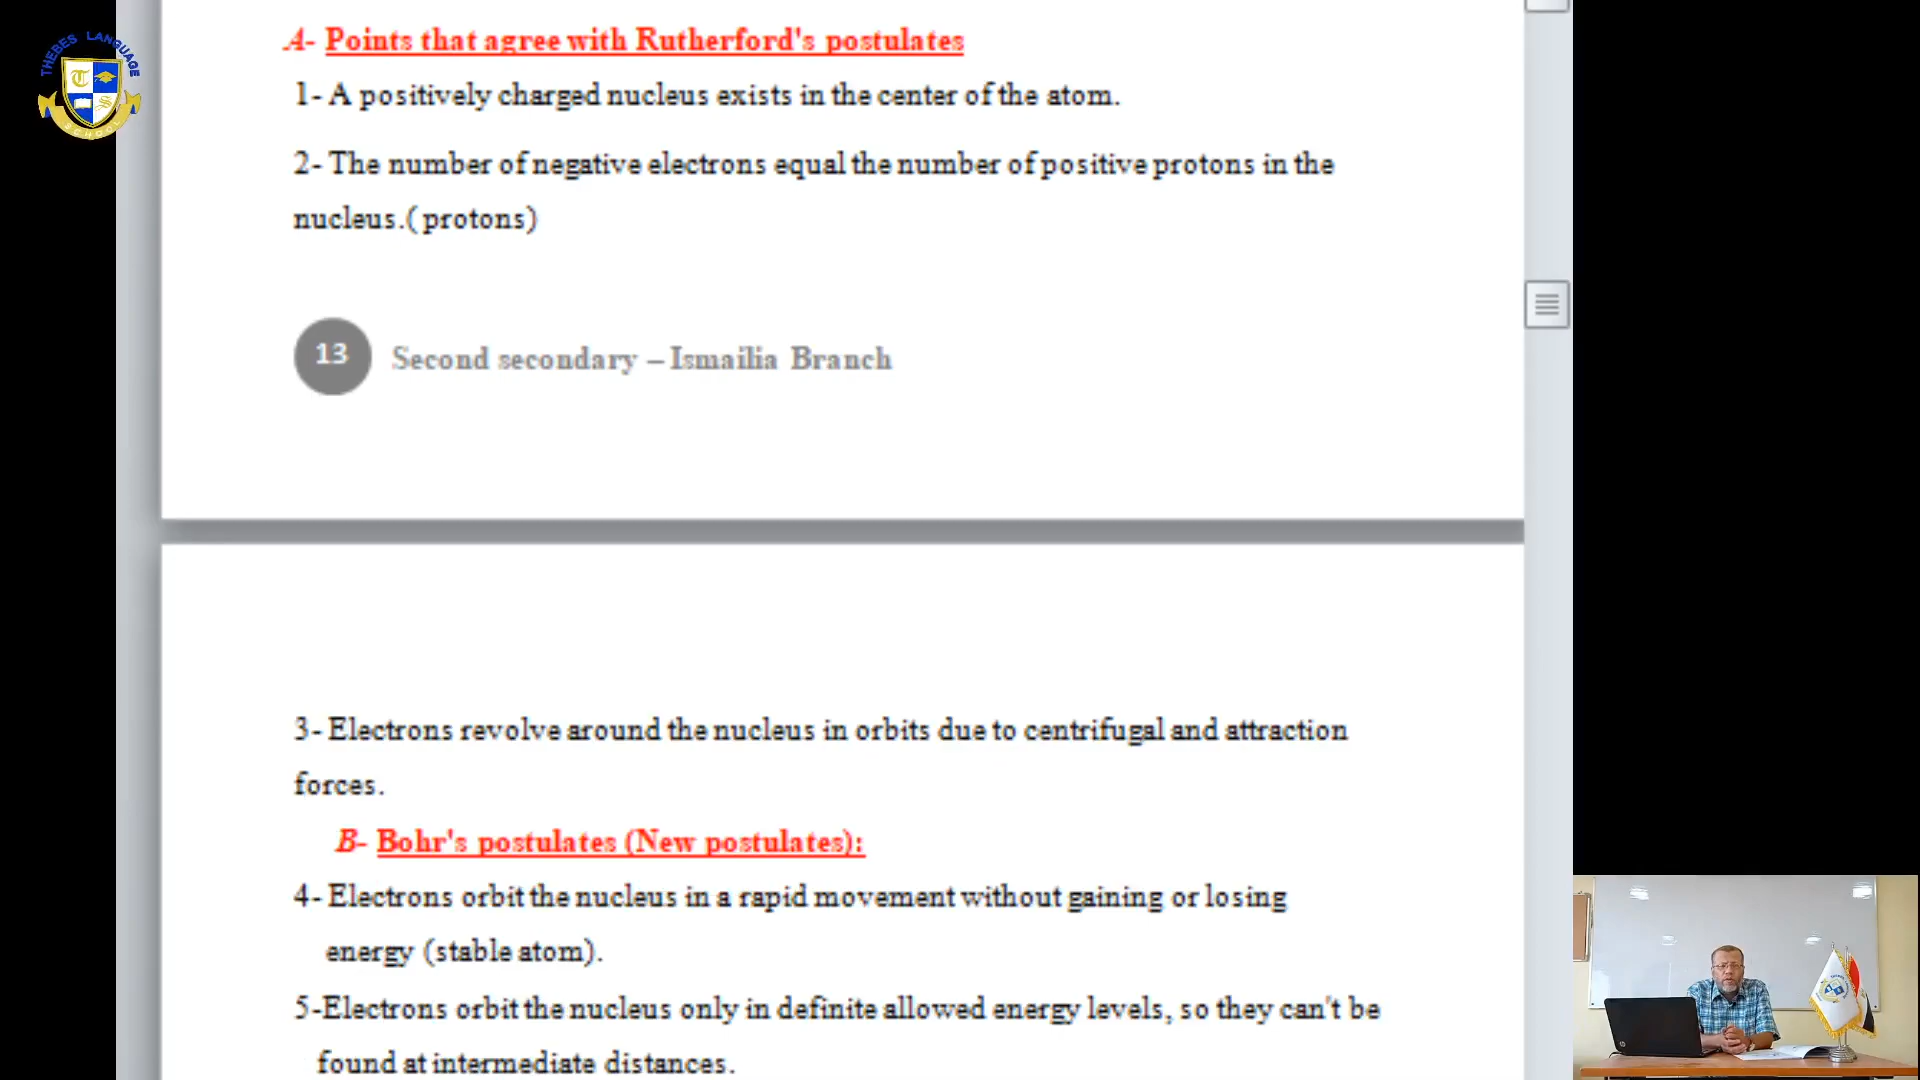 THEBES LANGUAGE
SCHOOL
A- Points that agree with Rutherford's postulates
1- A positively charged nucleus exists in the center of the atom.
2- The number of negative electrons equal the number of positive protons in the
nucleus.( protons)
13 Second secondary – Ismailia Branch
3- Electrons revolve around the nucleus in orbits due to centrifugal and attraction
forces.
B- Bohr's postulates (New postulates):
4- Electrons orbit the nucleus in a rapid movement without gaining or losing
energy (stable atom).
5-Electrons orbit the nucleus only in definite allowed energy levels, so they can't be
found at intermediate distances.